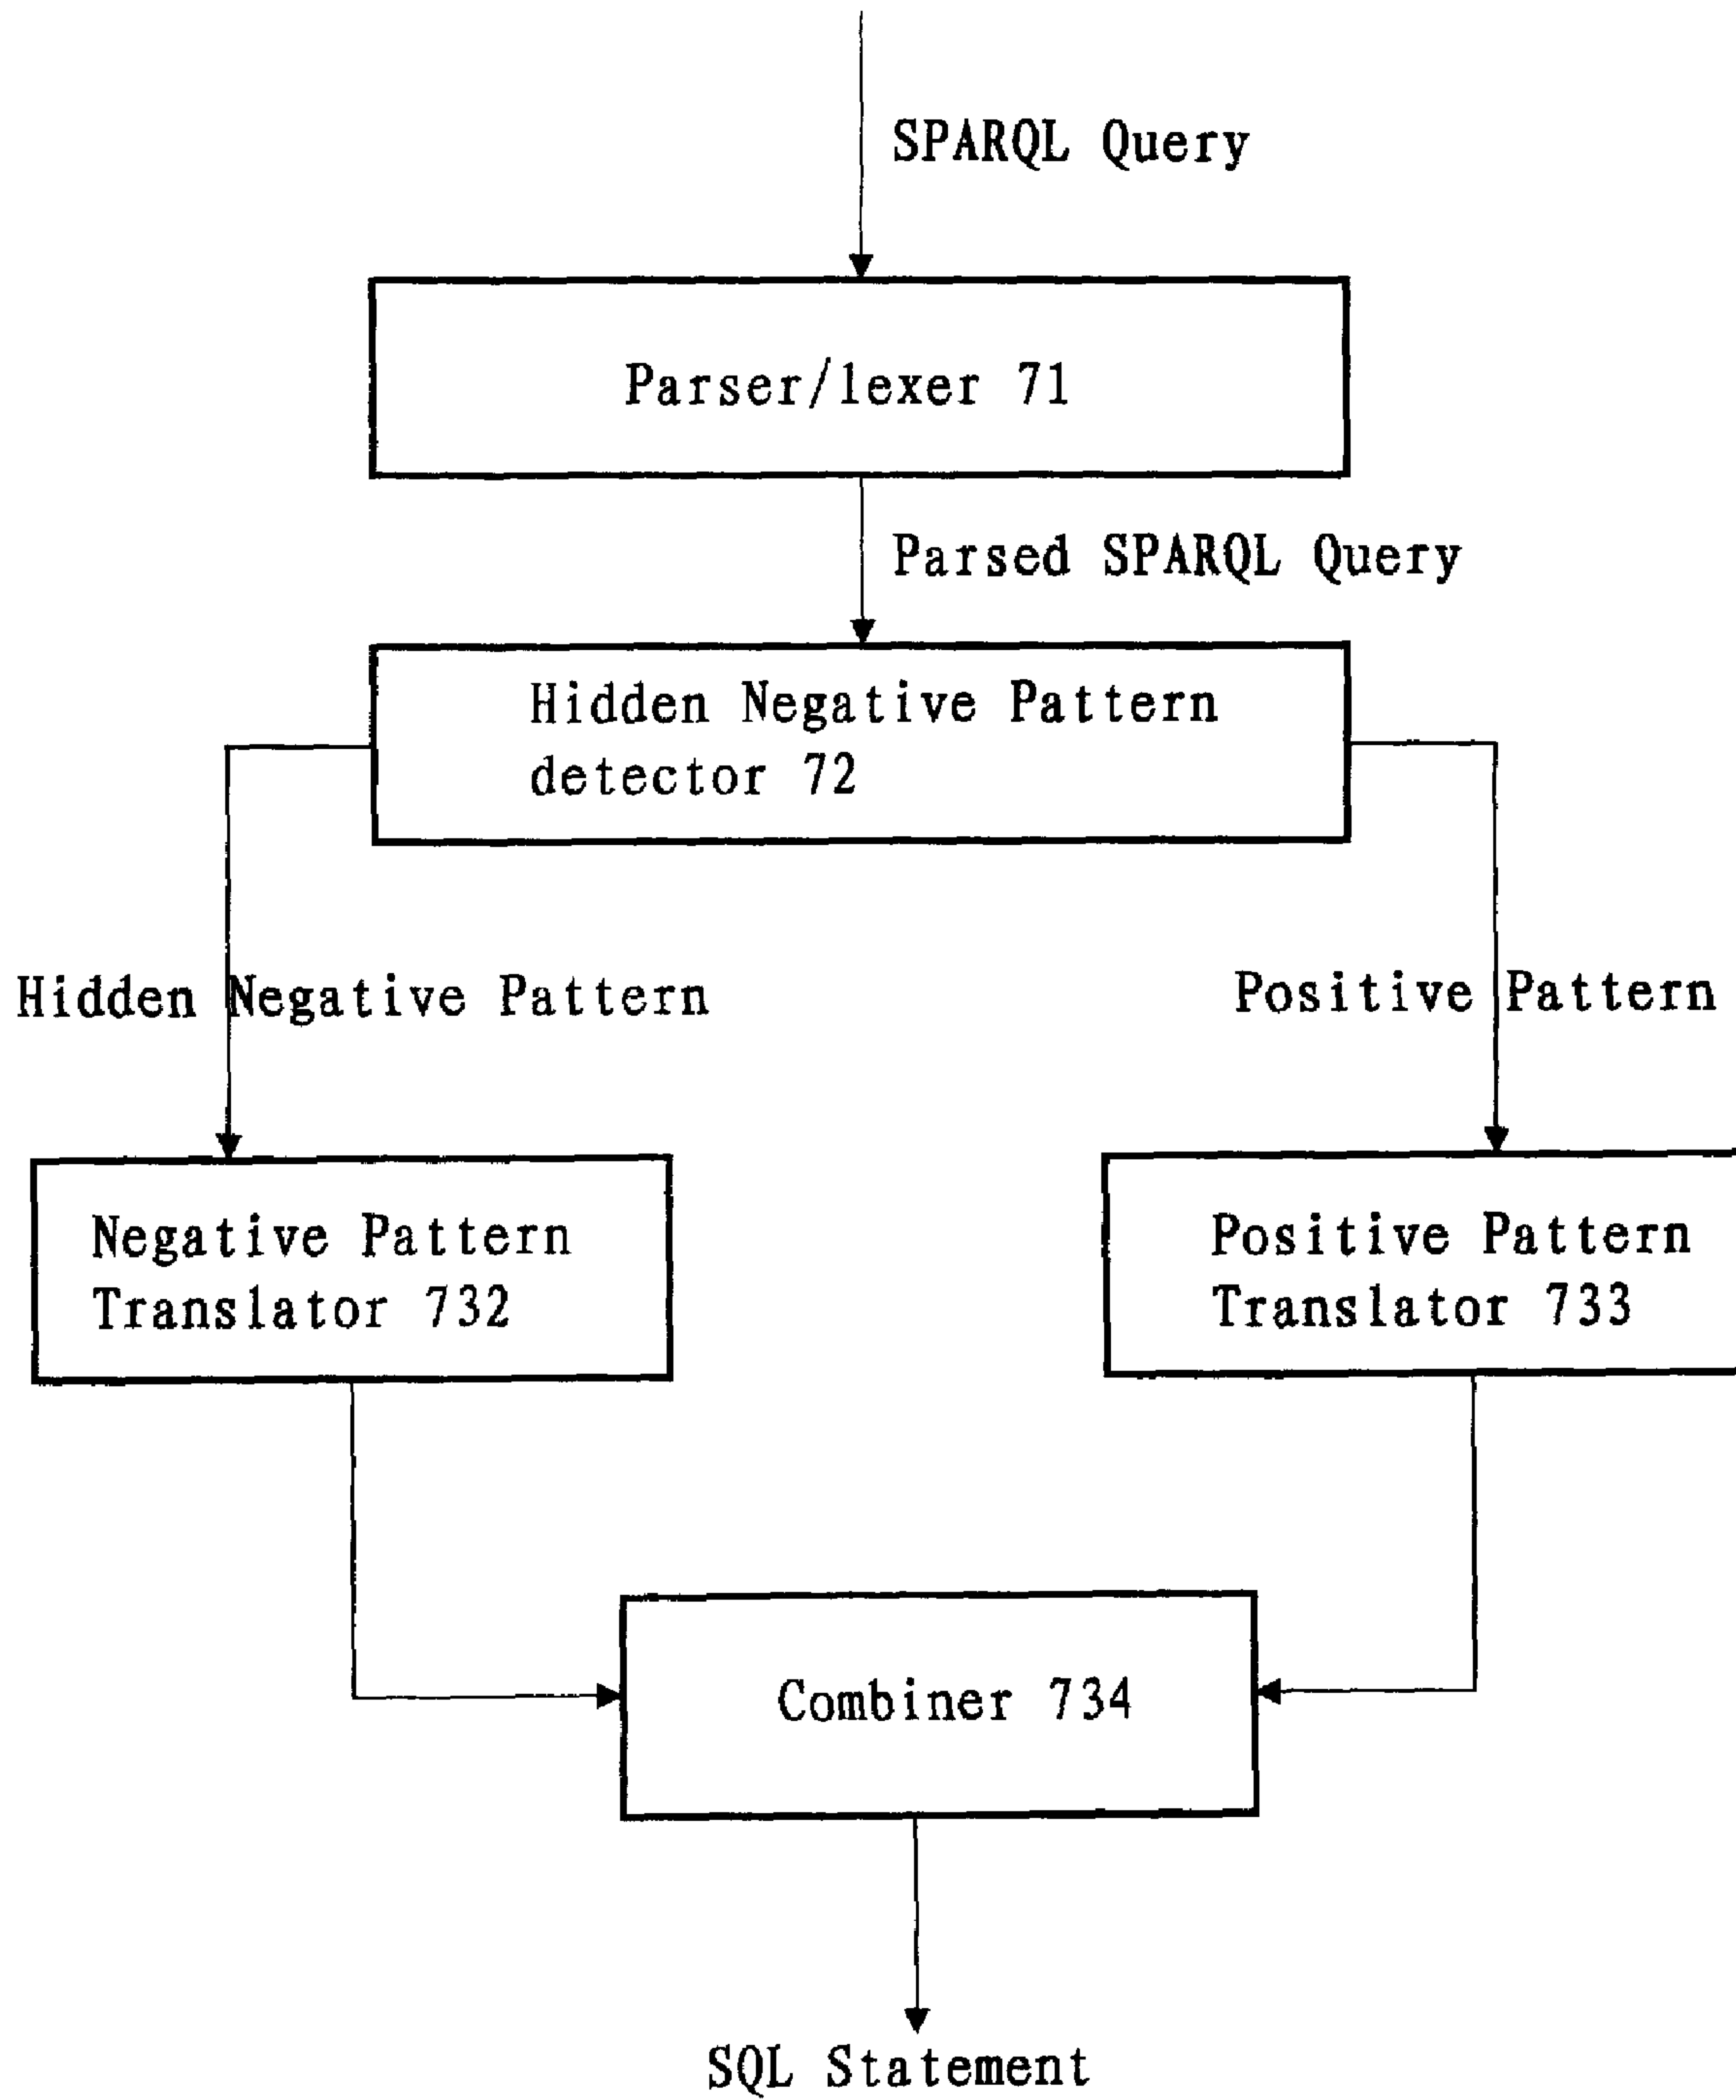 SPARQL Query
Parser/lexer 71
Parsed SPARQL Query
Hidden Negative Pattern
detector 72
Hidden Negative Pattern
Positive Pattern
Negative Pattern
Translator 732
Positive Pattern
Translator 733
Combiner 734
SQL Statement